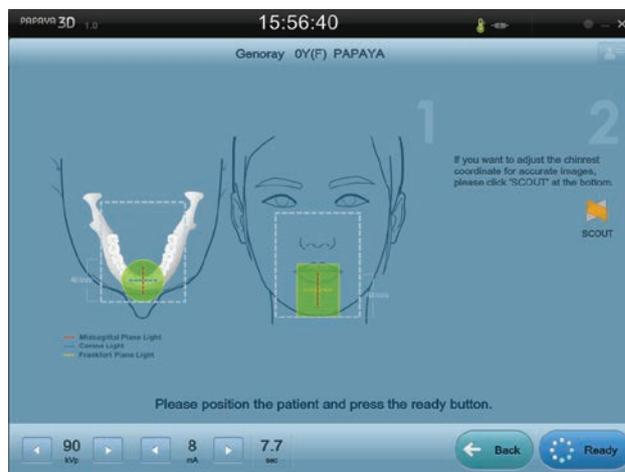 PAPAYA 3D 1.0
15:56:40
Genoray 0Y(F) PAPAYA
1
2
If you want to adjust the chinrest
coordinate for accurate images,
please click 'SCOUT' at the bottom.
SCOUT
Midsagittal Plane Light
Canine Light
Frankfort Plane Light
Please position the patient and press the ready button.
90
kVp
8
mA
7.7
sec
Back
Ready